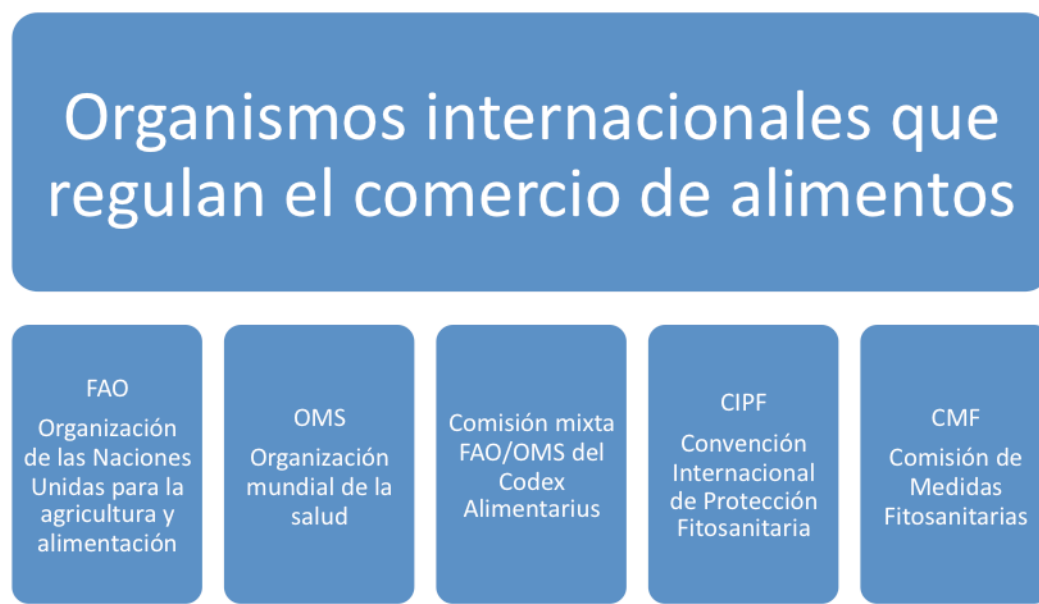 Organismos internacionales que
regulan el comercio de alimentos
FAO
Organización
de las Naciones
Unidas para la
agricultura y
alimentación
OMS
Organización
mundial de la
salud
Comisión mixta
FAO/OMS del
Codex
Alimentarius
CIPF
Convención
Internacional
de Protección
Fitosanitaria
CMF
Comisión de
Medidas
Fitosanitarias